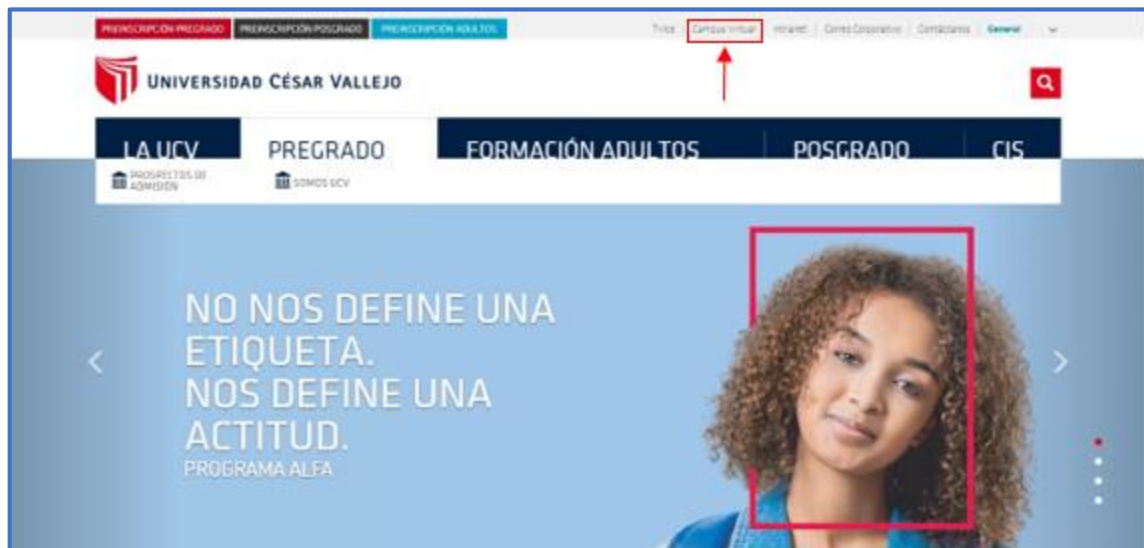 PREINSCRIPCIÓN PREGRADO PREINSCRIPCIÓN POSGRADO PREINSCRIPCIÓN ADULTOS
Trilce Campus Virtual Intranet Correo Corporativo Contáctanos General
UNIVERSIDAD CÉSAR VALLEJO
LA UCV PREGRADO FORMACIÓN ADULTOS POSGRADO CIS
PROSPECTOS DE
ADMISIÓN
SOMOS UCV
NO NOS DEFINE UNA
ETIQUETA.
NOS DEFINE UNA
ACTITUD.
PROGRAMA ALFA